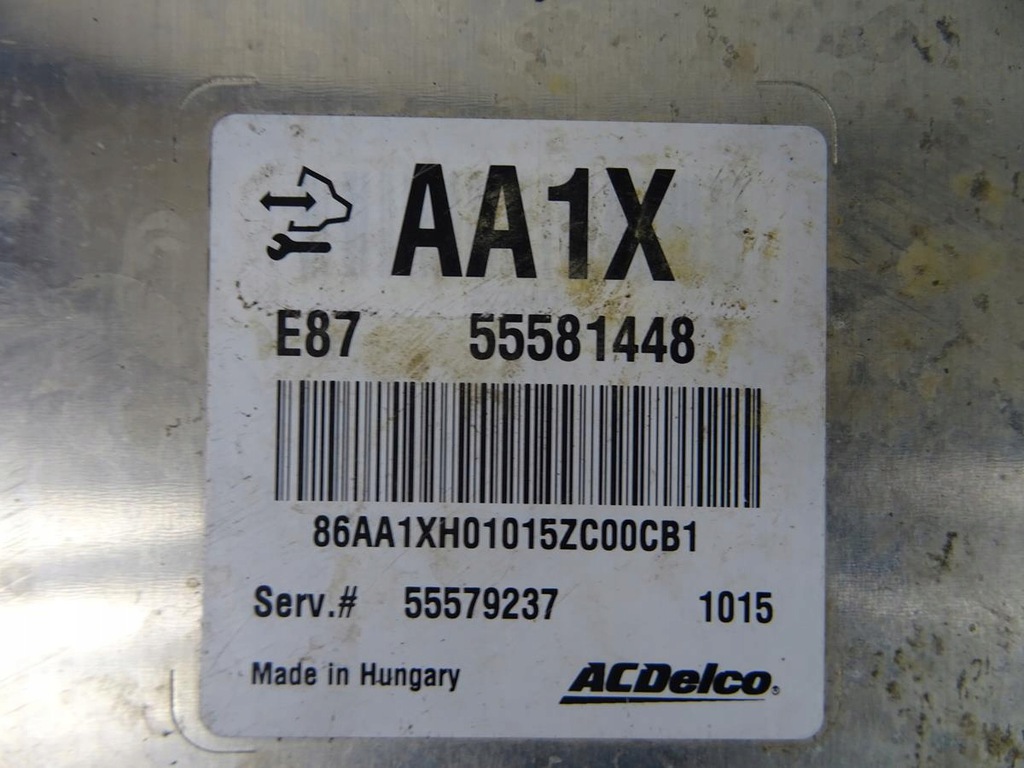 AA1X
E87 55581448
86AA1XH01015ZC00CB1
Serv.# 55579237 1015
Made in Hungary ACDelco®